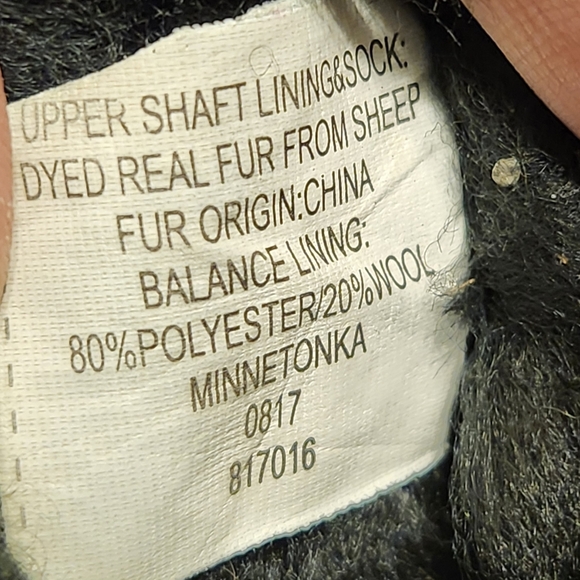 UPPER SHAFT LINING&SOCK:
DYED REAL FUR FROM SHEEP
FUR ORIGIN:CHINA
BALANCE LINING:
80%POLYESTER/20%WOOL
MINNETONKA
0817
817016